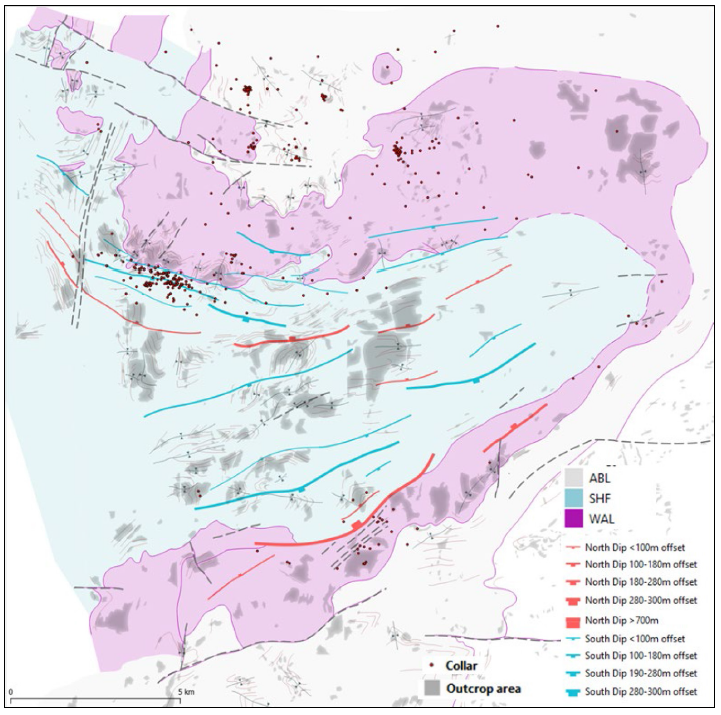 ABL
SHF
WAL
North Dip <100m offset
North Dip 100-180m offset
North Dip 180-280m offset
North Dip 280-300m offset
North Dip >700m
South Dip <100m offset
South Dip 100-180m offset
South Dip 190-280m offset
South Dip 280-300m offset
Collar
Outcrop area
0
5 km